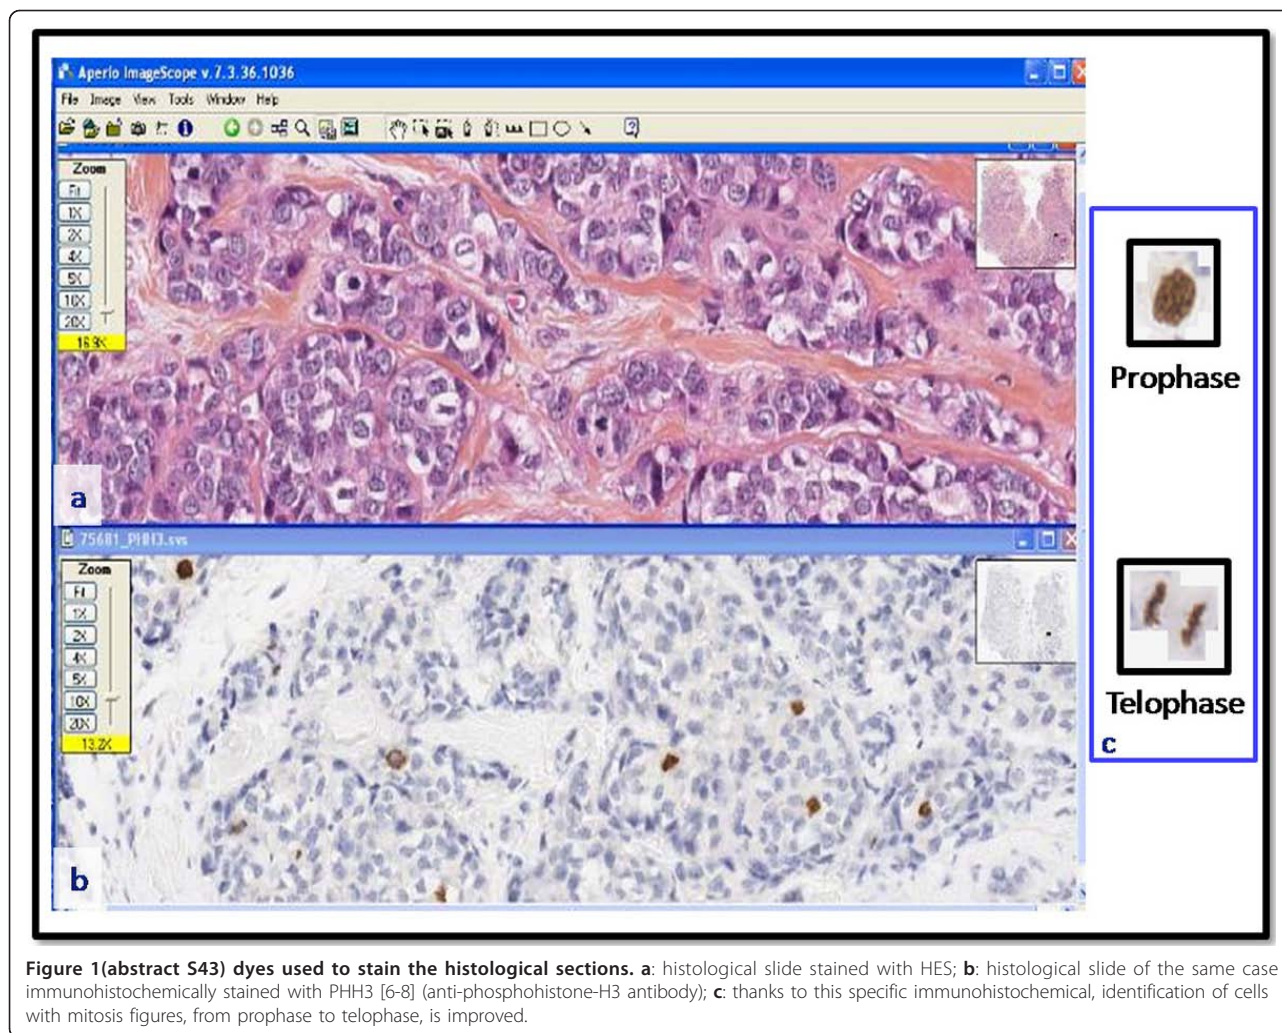 Aperio ImageScope v.7.3.36.1036
File Image View Tools Window Help
Zoom
Fit
1X
2X
4X
5X
10X
20X
16.9X
a
75681_PHH3.svs
Zoom
Fit
1X
2X
4X
5X
10X
20X
13.2X
b
Prophase
Telophase
c
Figure 1(abstract S43) dyes used to stain the histological sections. a: histological slide stained with HES; b: histological slide of the same case
immunohistochemically stained with PHH3 [6-8] (anti-phosphohistone-H3 antibody); c: thanks to this specific immunohistochemical, identification of cells
with mitosis figures, from prophase to telophase, is improved.